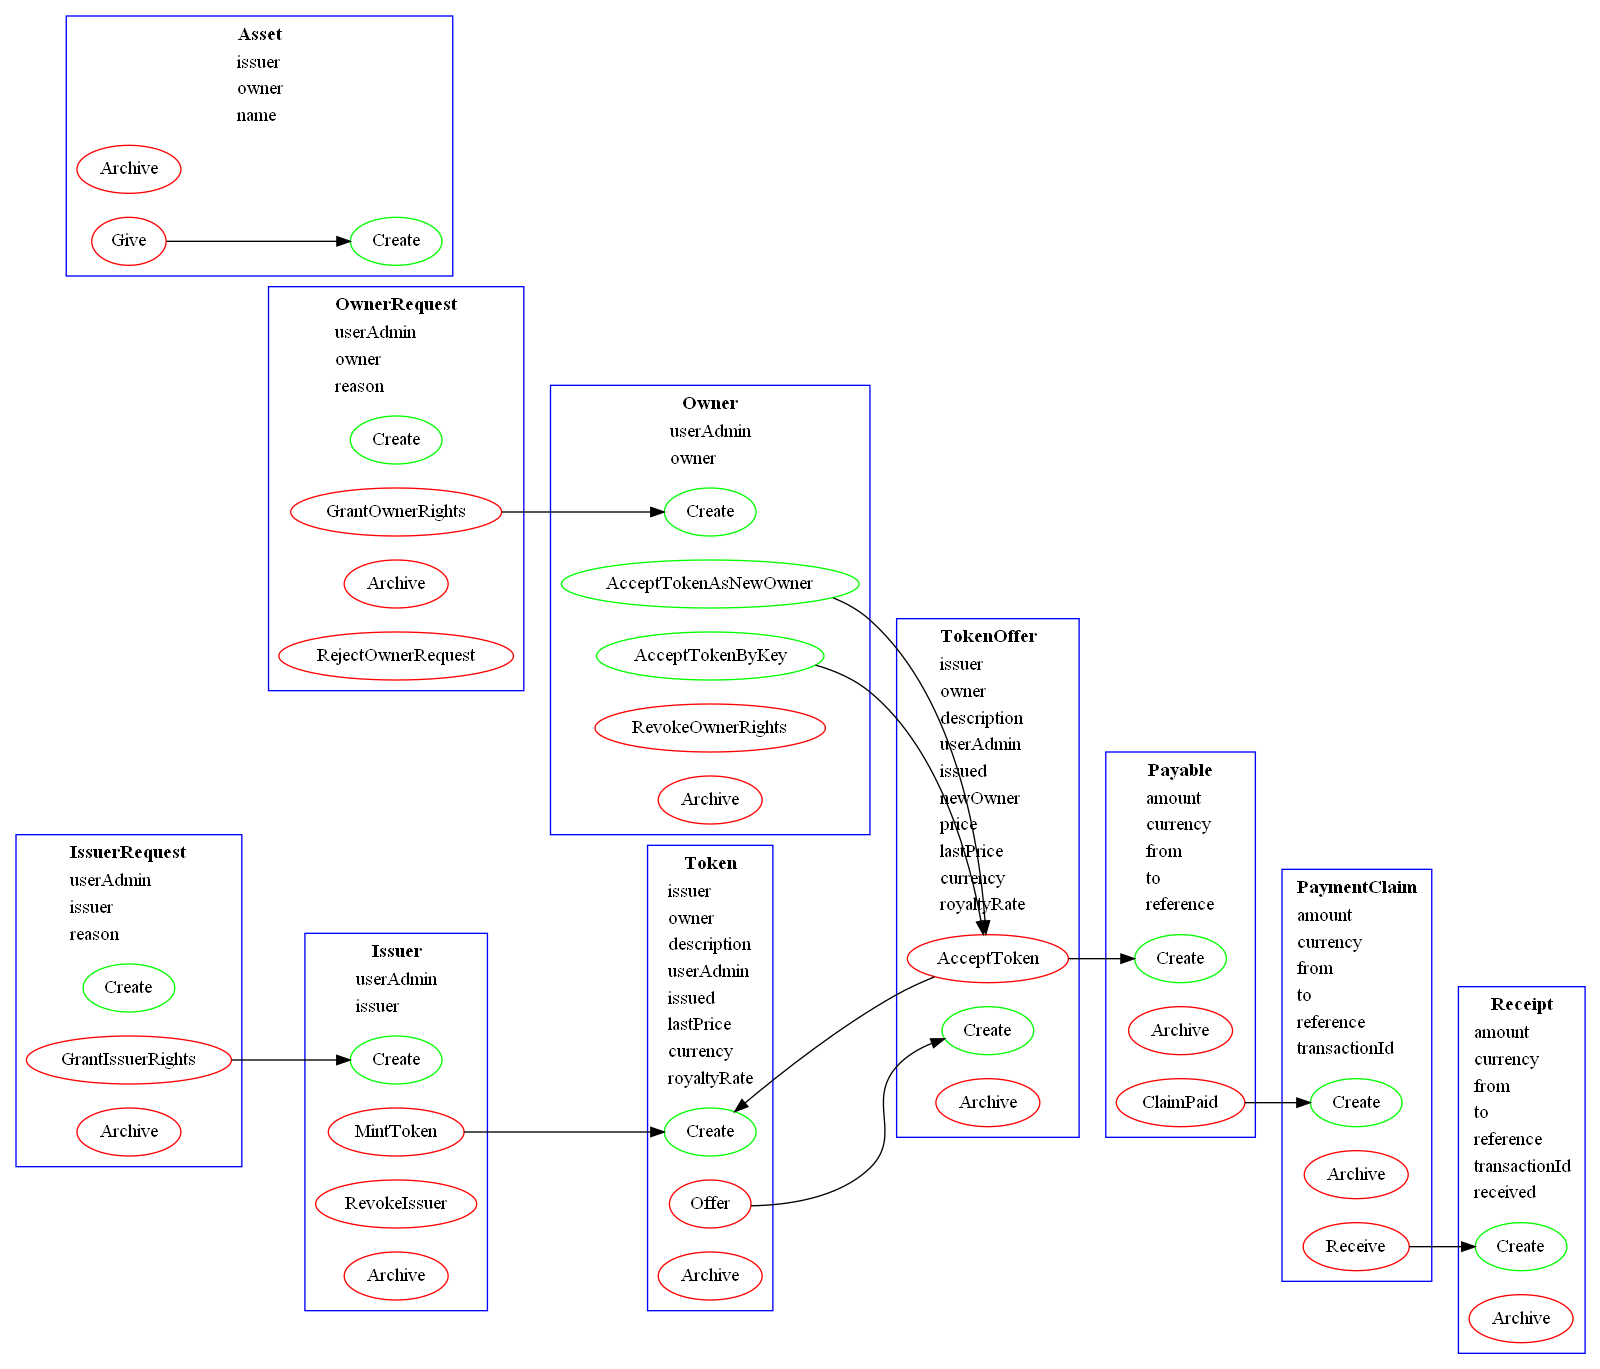 Asset
issuer
owner
name
Archive
Give
Create
OwnerRequest
userAdmin
owner
reason
Create
GrantOwnerRights
Archive
RejectOwnerRequest
Owner
userAdmin
owner
Create
AcceptTokenAsNewOwner
AcceptTokenByKey
RevokeOwnerRights
Archive
IssuerRequest
userAdmin
issuer
reason
Create
GrantIssuerRights
Archive
Issuer
userAdmin
issuer
Create
MintToken
RevokeIssuer
Archive
Token
issuer
owner
description
userAdmin
issued
lastPrice
currency
royaltyRate
Create
Offer
Archive
TokenOffer
issuer
owner
description
userAdmin
issued
newOwner
price
lastPrice
currency
royaltyRate
AcceptToken
Create
Archive
Payable
amount
currency
from
to
reference
Create
Archive
ClaimPaid
PaymentClaim
amount
currency
from
to
reference
transactionId
Create
Archive
Receive
Receipt
amount
currency
from
to
reference
transactionId
received
Create
Archive